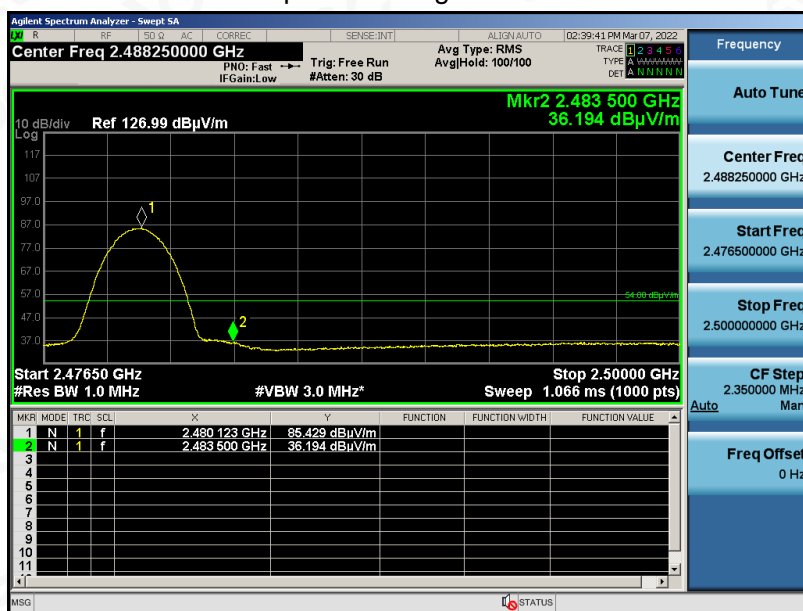 Agilent Spectrum Analyzer - Swept SA
LXI R RF 50 Ω AC CORREC SENSE:INT ALIGN AUTO 02:39:41 PM Mar 07, 2022
Center Freq 2.488250000 GHz
PNO: Fast
IFGain:Low
Trig: Free Run
#Atten: 30 dB
Avg Type: RMS
Avg|Hold: 100/100
TRACE 1 2 3 4 5 6
TYPE A WWWWW
DET A N N N N N
Mkr2 2.483 500 GHz
36.194 dBµV/m
10 dB/div Ref 126.99 dBµV/m
Log
117
107
97.0
87.0
77.0
67.0
57.0
47.0
37.0
1
2
54.00 dBµV/m
Start 2.47650 GHz Stop 2.50000 GHz
#Res BW 1.0 MHz #VBW 3.0 MHz* Sweep 1.066 ms (1000 pts)
MKR MODE TRC SCL X Y FUNCTION FUNCTION WIDTH FUNCTION VALUE
1 N 1 f 2.480 123 GHz 85.429 dBµV/m
2 N 1 f 2.483 500 GHz 36.194 dBµV/m
3
4
5
6
7
8
9
10
11
MSG STATUS
Frequency
Auto Tune
Center Freq
2.488250000 GHz
Start Freq
2.476500000 GHz
Stop Freq
2.500000000 GHz
CF Step
2.350000 MHz
Auto Man
Freq Offset
0 Hz